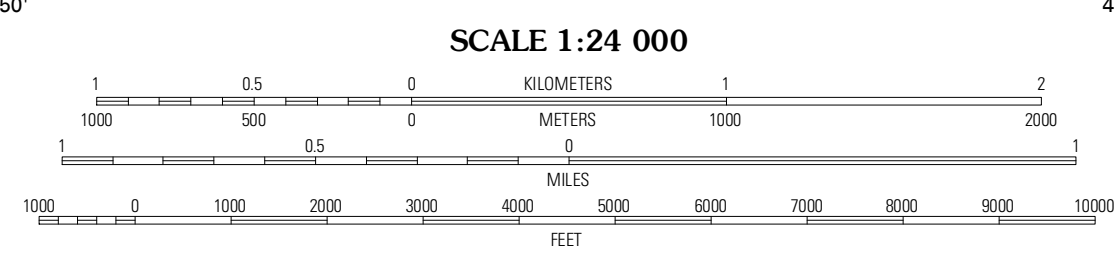 50' 4
SCALE 1:24 000
1 0.5 0 KILOMETERS 1 2
1000 500 0 METERS 1000 2000
1 0.5 0 1
MILES
1000 0 1000 2000 3000 4000 5000 6000 7000 8000 9000 10000
FEET